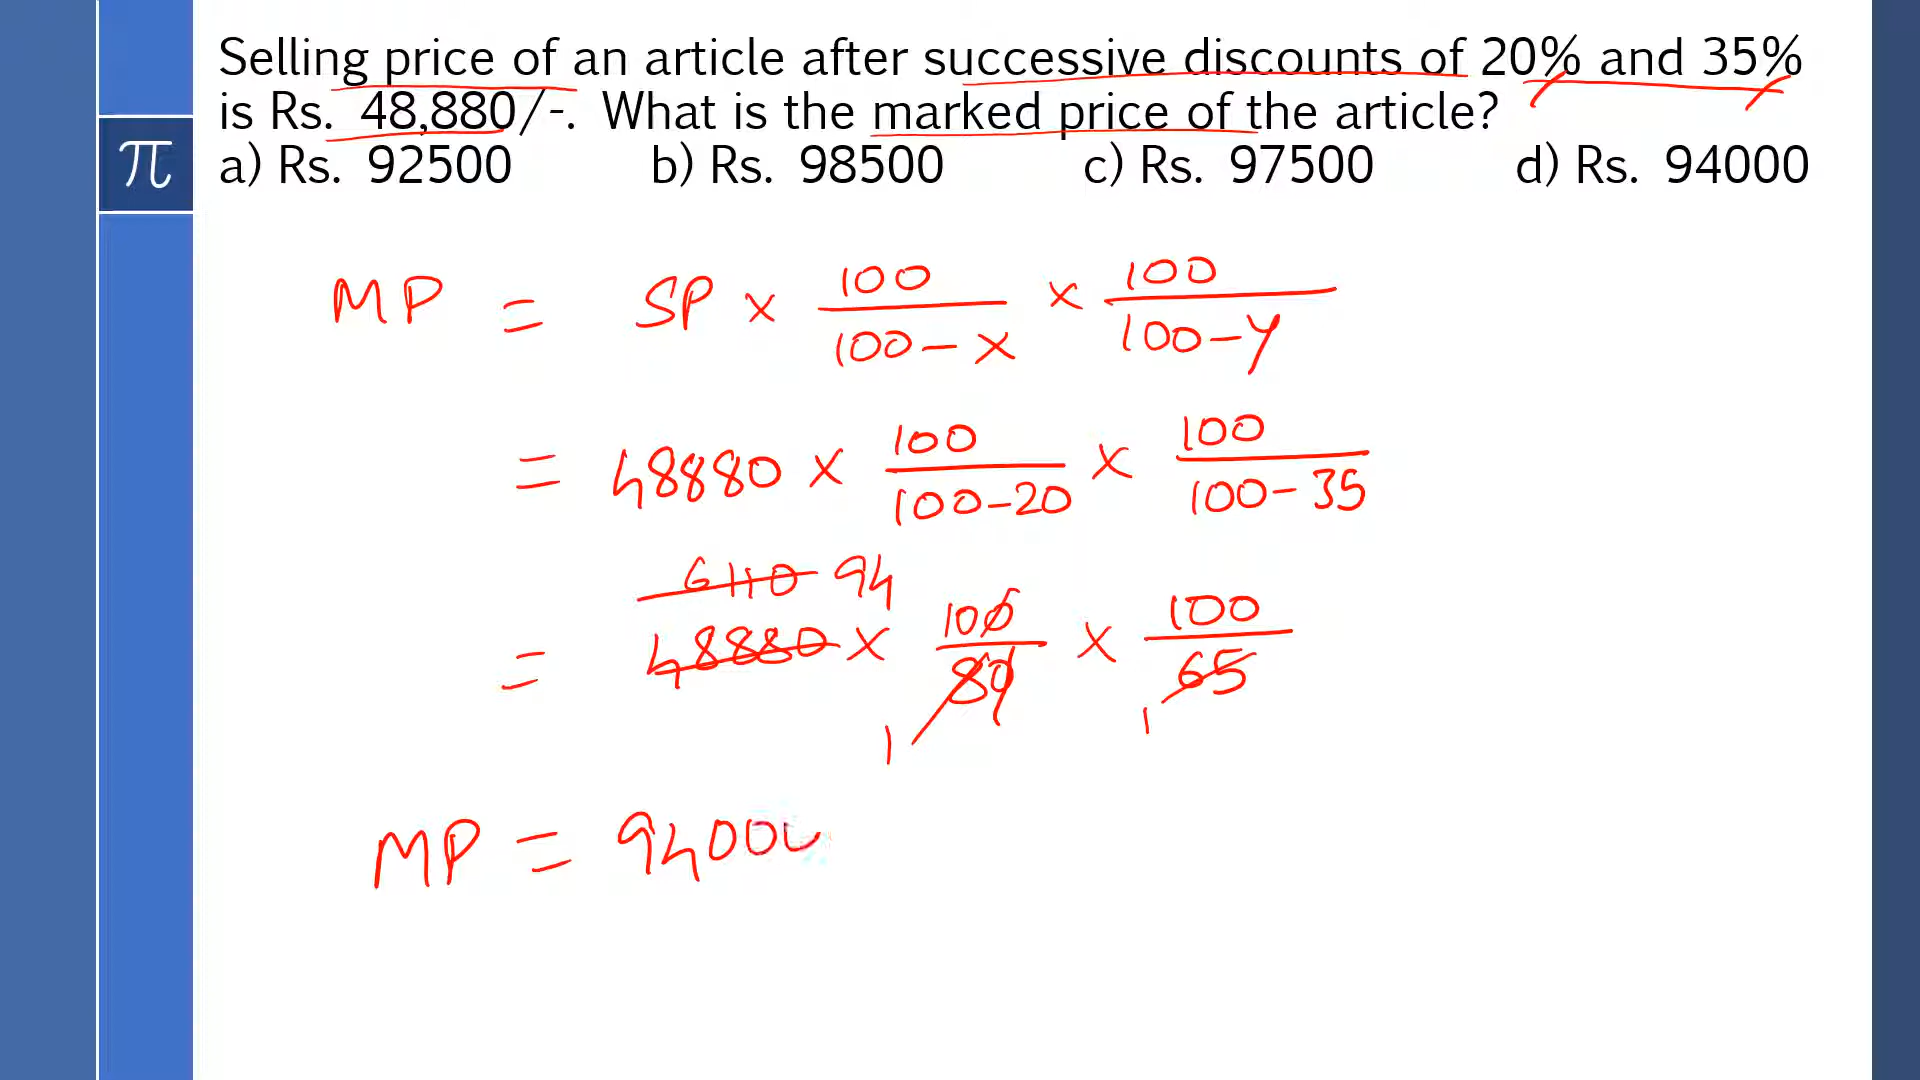 Selling price of an article after successive discounts of 20% and 35%
is Rs. 48,880/-. What is the marked price of the article?
π
a) Rs. 92500 b) Rs. 98500 c) Rs. 97500 d) Rs. 94000
MP = SP × 100/(100-x) × 100/(100-y)
= 48880 × 100/(100-20) × 100/(100-35)
6110 94
= 48880 × 100/80 × 100/65
1 1
MP = 94000